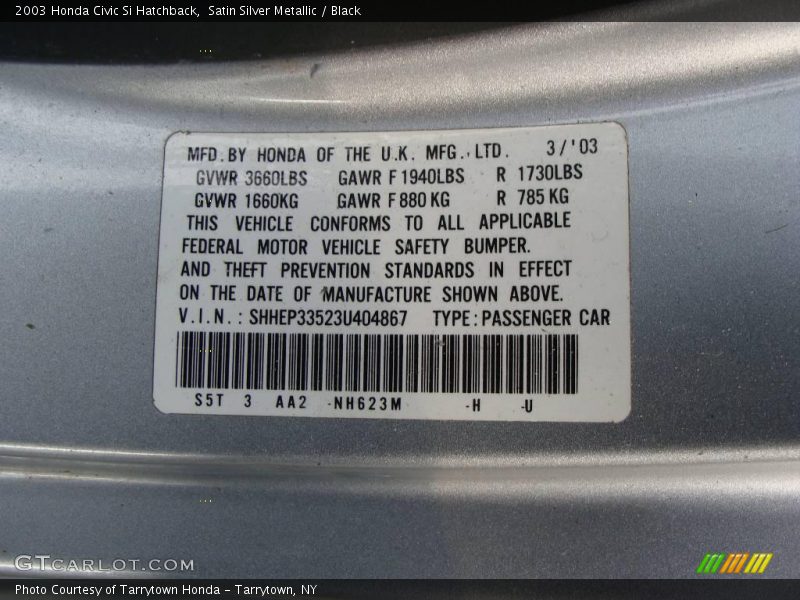 2003 Honda Civic Si Hatchback,  Satin Silver Metallic / Black
MFD.BY HONDA OF THE U.K. MFG.,LTD. 3/'03
GVWR 3660LBS GAWR F 1940LBS R 1730LBS
GVWR 1660KG GAWR F 880 KG R 785 KG
THIS VEHICLE CONFORMS TO ALL APPLICABLE
FEDERAL MOTOR VEHICLE SAFETY BUMPER.
AND THEFT PREVENTION STANDARDS IN EFFECT
ON THE DATE OF MANUFACTURE SHOWN ABOVE.
V.I.N.: SHHEP33523U404867 TYPE:PASSENGER CAR
S5T 3 AA2 -NH623M -H -U
GTCARLOT.COM
Photo Courtesy of Tarrytown Honda – Tarrytown, NY